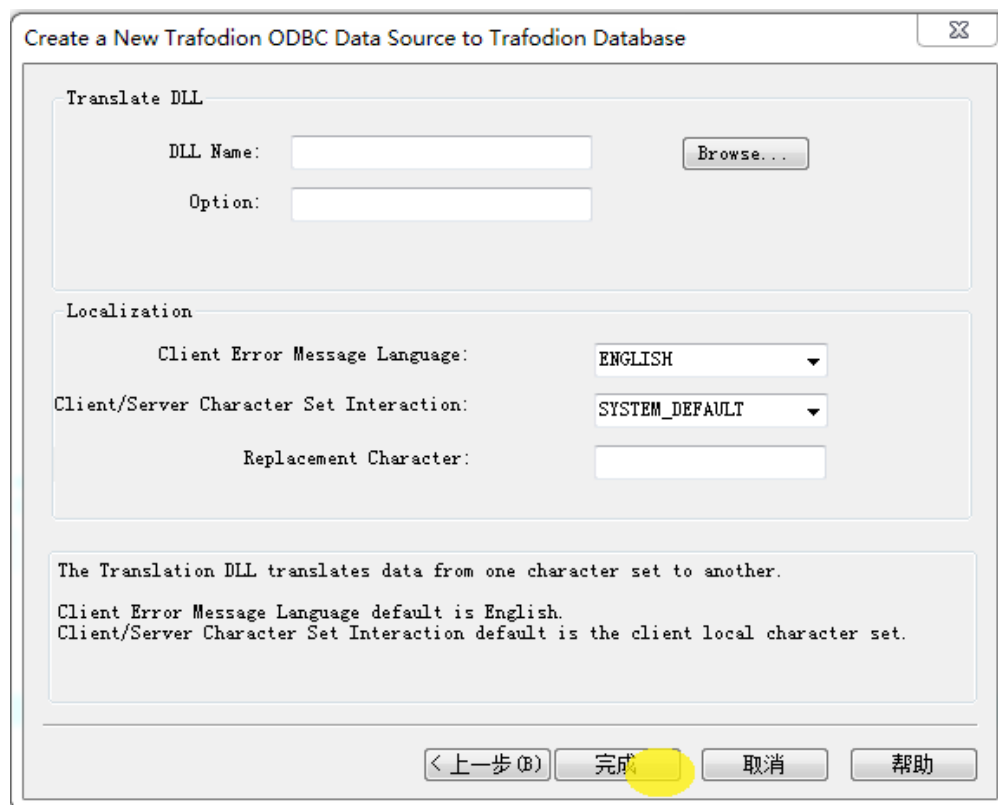 Create a New Trafodion ODBC Data Source to Trafodion Database
Translate DLL
DLL Name:
Browse...
Option:
Localization
Client Error Message Language:
ENGLISH
Client/Server Character Set Interaction:
SYSTEM_DEFAULT
Replacement Character:
The Translation DLL translates data from one character set to another.
Client Error Message Language default is English.
Client/Server Character Set Interaction default is the client local character set.
< 上一步(B) 完成 取消 帮助